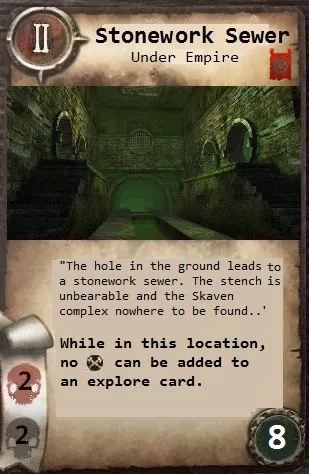 II
Stonework Sewer
Under Empire
"The hole in the ground leads to
a stonework sewer. The stench is
unbearable and the Skaven
complex nowhere to be found..'
While in this location,
no can be added to
an explore card.
2
2
8